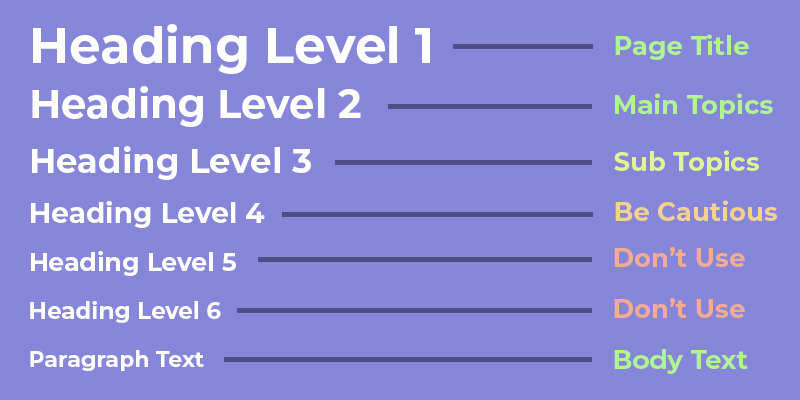 Heading Level 1 Page Title
Heading Level 2 Main Topics
Heading Level 3 Sub Topics
Heading Level 4 Be Cautious
Heading Level 5 Don’t Use
Heading Level 6 Don’t Use
Paragraph Text Body Text